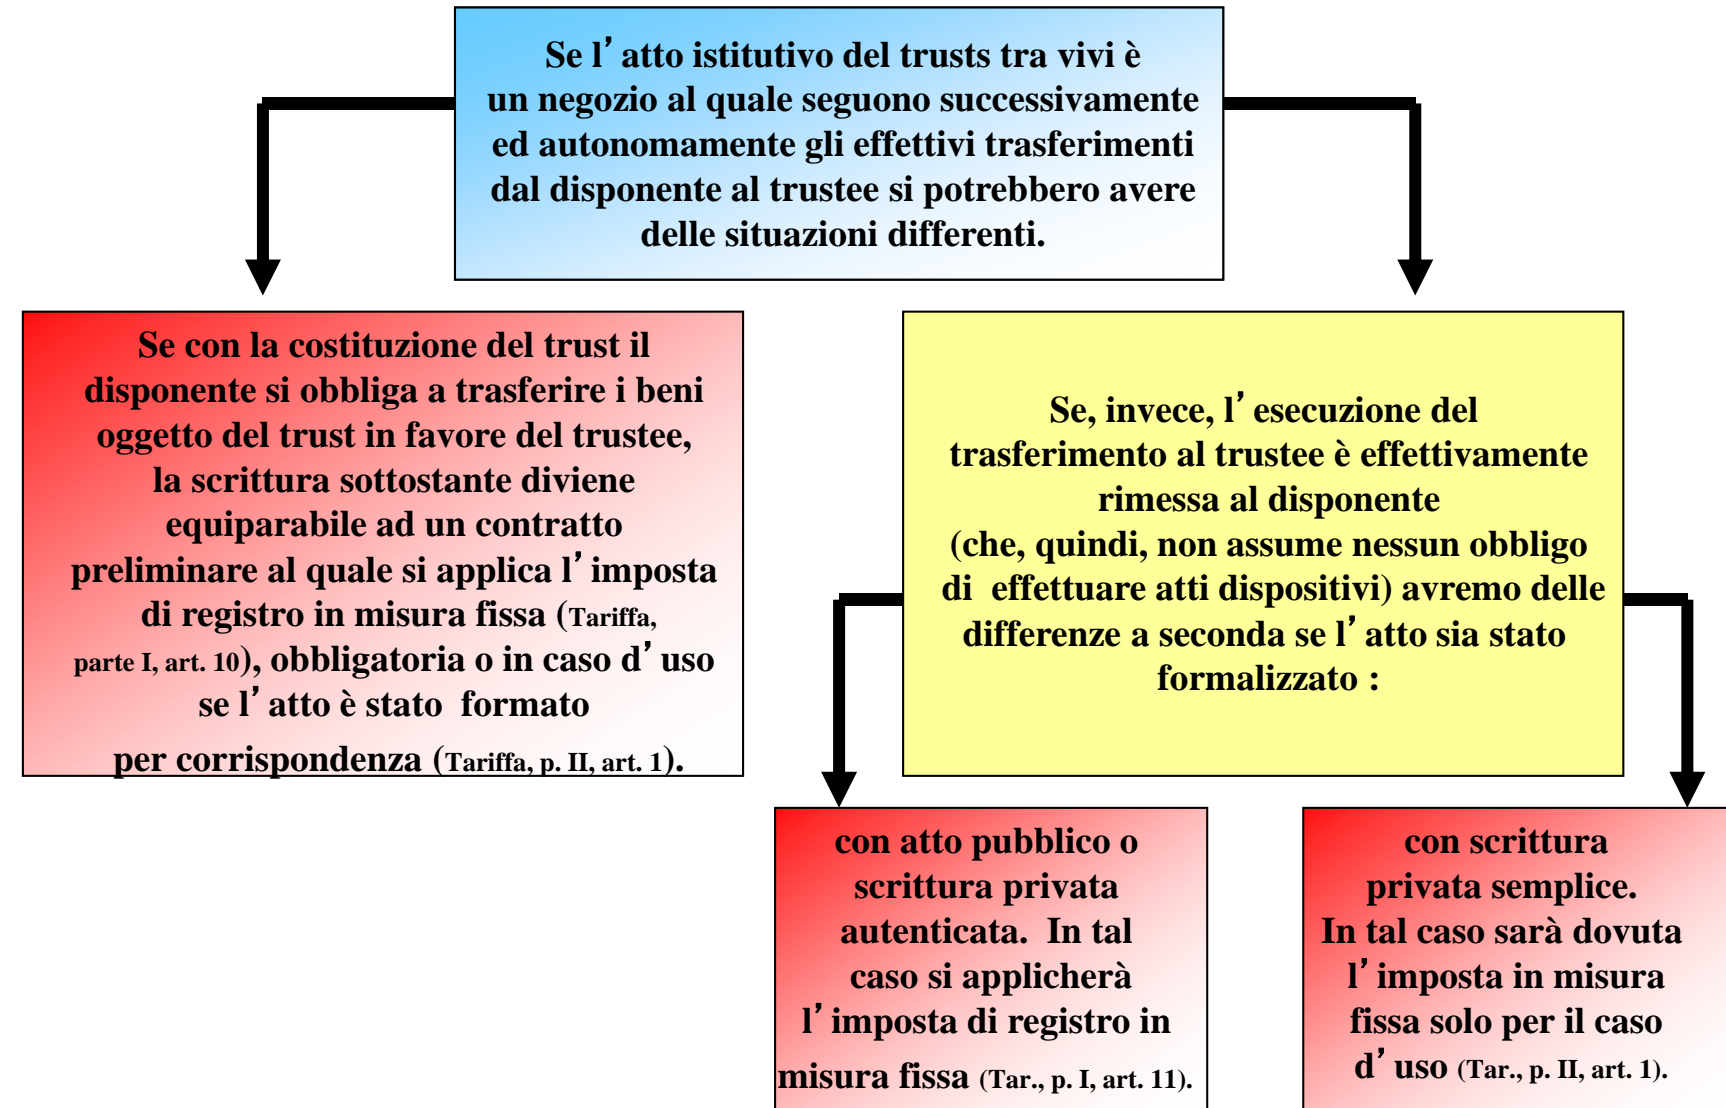 Se l’ atto istitutivo del trusts tra vivi è
un negozio al quale seguono successivamente
ed autonomamente gli effettivi trasferimenti
dal disponente al trustee si potrebbero avere
delle situazioni differenti.
Se con la costituzione del trust il
disponente si obbliga a trasferire i beni
oggetto del trust in favore del trustee,
la scrittura sottostante diviene
equiparabile ad un contratto
preliminare al quale si applica l’ imposta
di registro in misura fissa (Tariffa,
parte I, art. 10), obbligatoria o in caso d’ uso
se l’ atto è stato formato
per corrispondenza (Tariffa, p. II, art. 1).
Se, invece, l’ esecuzione del
trasferimento al trustee è effettivamente
rimessa al disponente
(che, quindi, non assume nessun obbligo
di effettuare atti dispositivi) avremo delle
differenze a seconda se l’ atto sia stato
formalizzato :
con atto pubblico o
scrittura privata
autenticata. In tal
caso si applicherà
l’ imposta di registro in
misura fissa (Tar., p. I, art. 11).
con scrittura
privata semplice.
In tal caso sarà dovuta
l’ imposta in misura
fissa solo per il caso
d’ uso (Tar., p. II, art. 1).